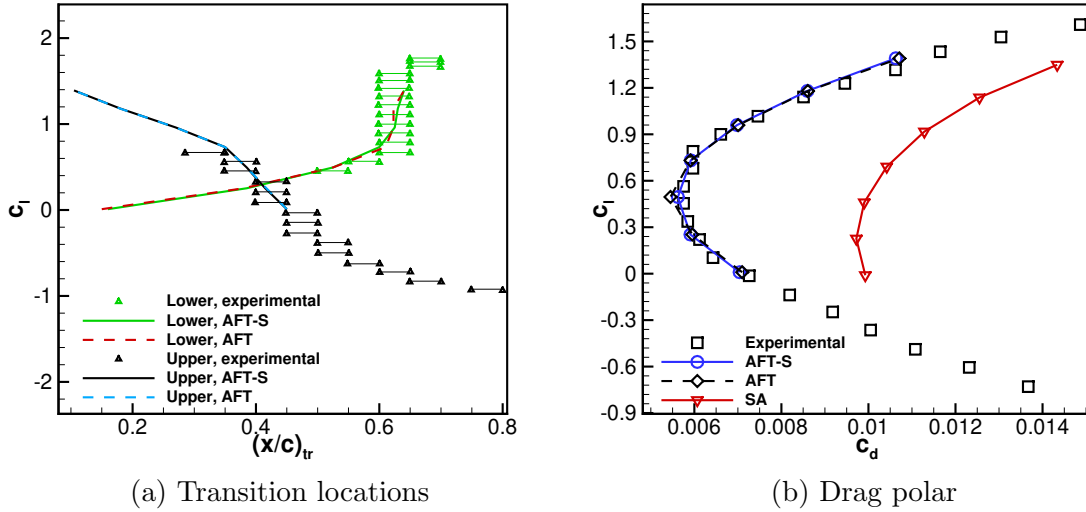 2
1
0
-1
-2
c_l
Lower, experimental
Lower, AFT-S
Lower, AFT
Upper, experimental
Upper, AFT-S
Upper, AFT
0.2 0.4 0.6 0.8
(x/c)_tr
(a) Transition locations
1.5
1.2
0.9
0.6
0.3
0
-0.3
-0.6
-0.9
c_l
Experimental
AFT-S
AFT
SA
0.006 0.008 0.01 0.012 0.014
c_d
(b) Drag polar